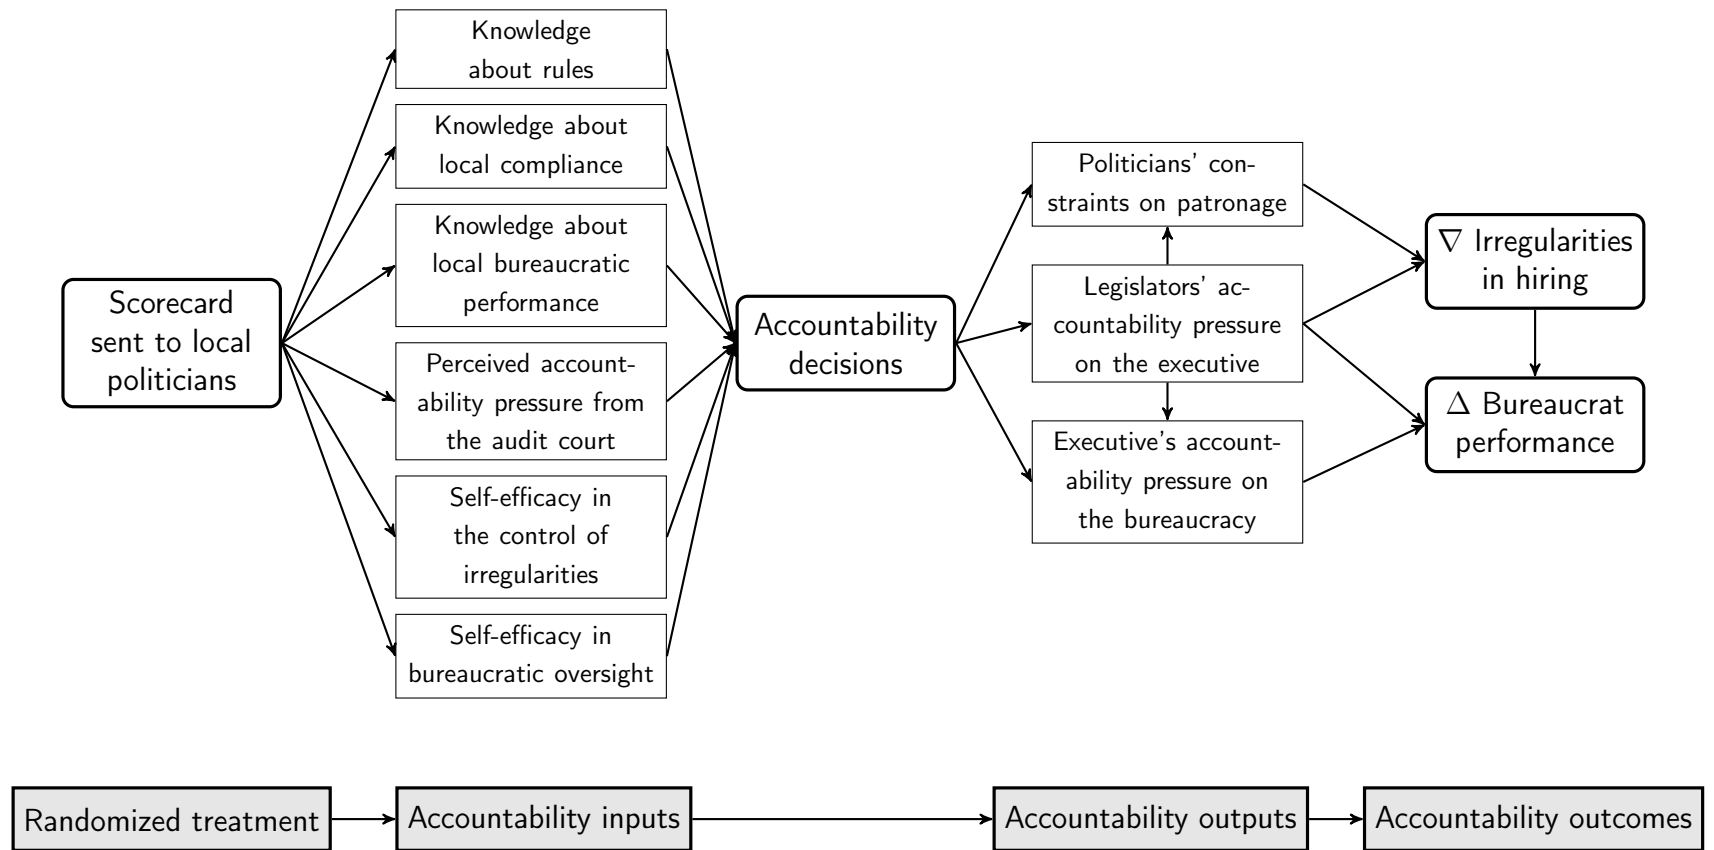 Scorecard
sent to local
politicians
Knowledge
about rules
Knowledge about
local compliance
Knowledge about
local bureaucratic
performance
Perceived account-
ability pressure from
the audit court
Self-efficacy in
the control of
irregularities
Self-efficacy in
bureaucratic oversight
Accountability
decisions
Politicians' con-
straints on patronage
Legislators' ac-
countability pressure
on the executive
Executive's account-
ability pressure on
the bureaucracy
∇ Irregularities
in hiring
Δ Bureaucrat
performance
Randomized treatment
Accountability inputs
Accountability outputs
Accountability outcomes